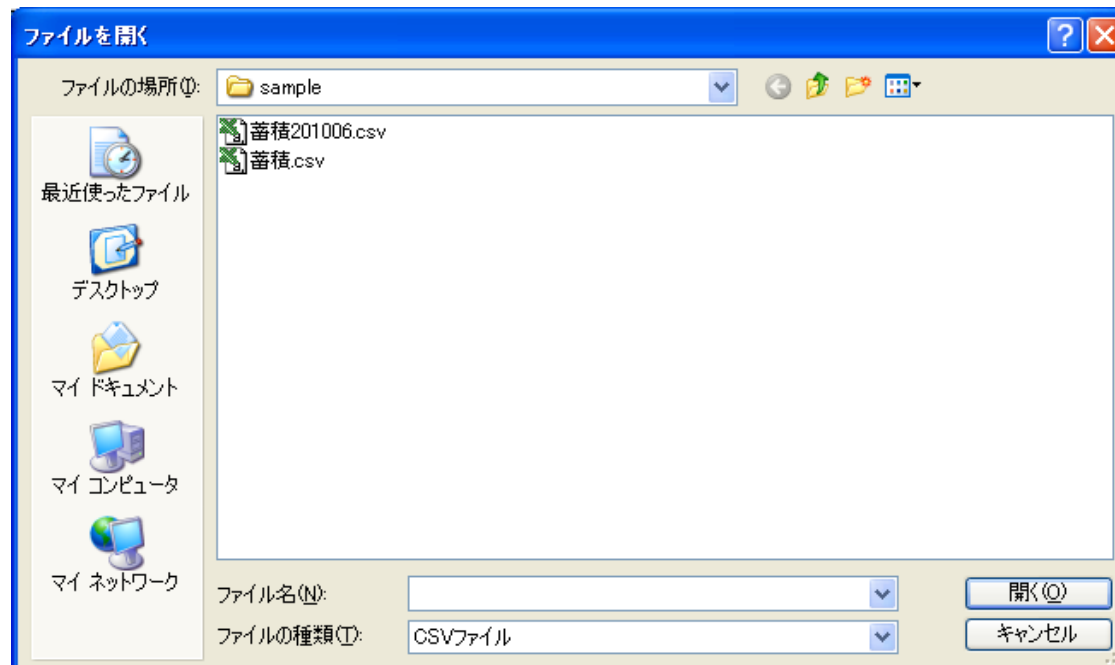 ファイルを開く
ファイルの場所(I):
sample
蓄積201006.csv
蓄積.csv
最近使ったファイル
デスクトップ
マイ ドキュメント
マイ コンピュータ
マイ ネットワーク
ファイル名(N):
開く(O)
ファイルの種類(T):
CSVファイル
キャンセル